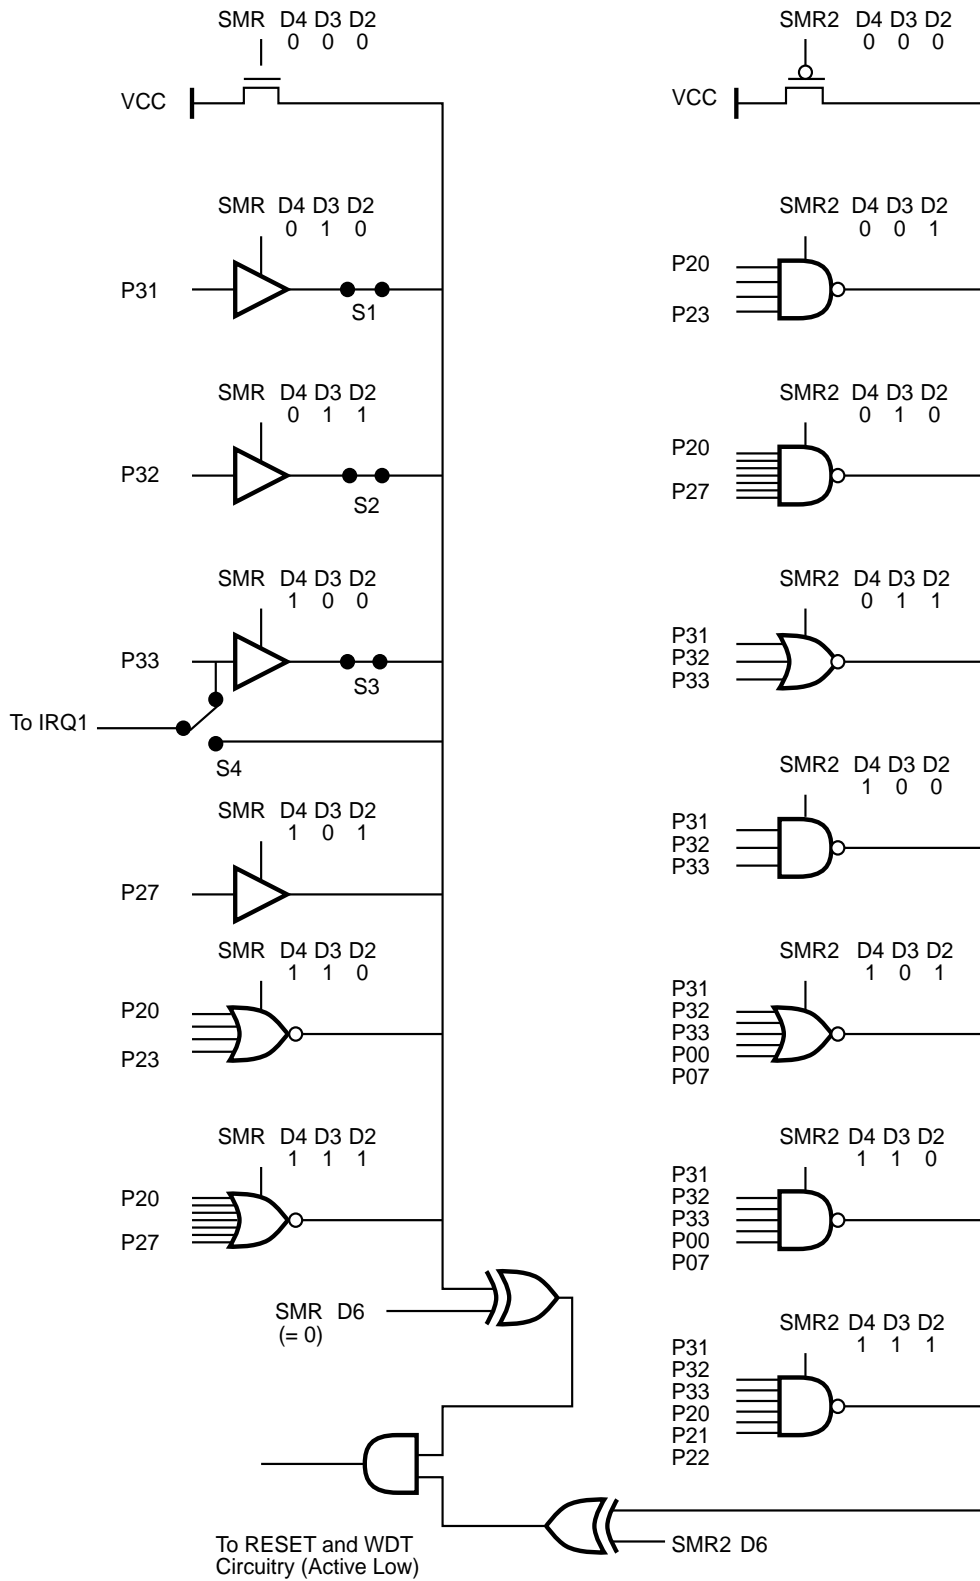 SMR D4 D3 D2
0 0 0
VCC
SMR D4 D3 D2
0 1 0
P31
S1
SMR D4 D3 D2
0 1 1
P32
S2
SMR D4 D3 D2
1 0 0
P33
S3
To IRQ1
S4
SMR D4 D3 D2
1 0 1
P27
SMR D4 D3 D2
1 1 0
P20
P23
SMR D4 D3 D2
1 1 1
P20
P27
SMR D6
(= 0)
To RESET and WDT
Circuitry (Active Low)
SMR2 D4 D3 D2
0 0 0
VCC
SMR2 D4 D3 D2
0 0 1
P20
P23
SMR2 D4 D3 D2
0 1 0
P20
P27
SMR2 D4 D3 D2
0 1 1
P31
P32
P33
SMR2 D4 D3 D2
1 0 0
P31
P32
P33
SMR2 D4 D3 D2
1 0 1
P31
P32
P33
P00
P07
SMR2 D4 D3 D2
1 1 0
P31
P32
P33
P00
P07
SMR2 D4 D3 D2
1 1 1
P31
P32
P33
P20
P21
P22
SMR2 D6